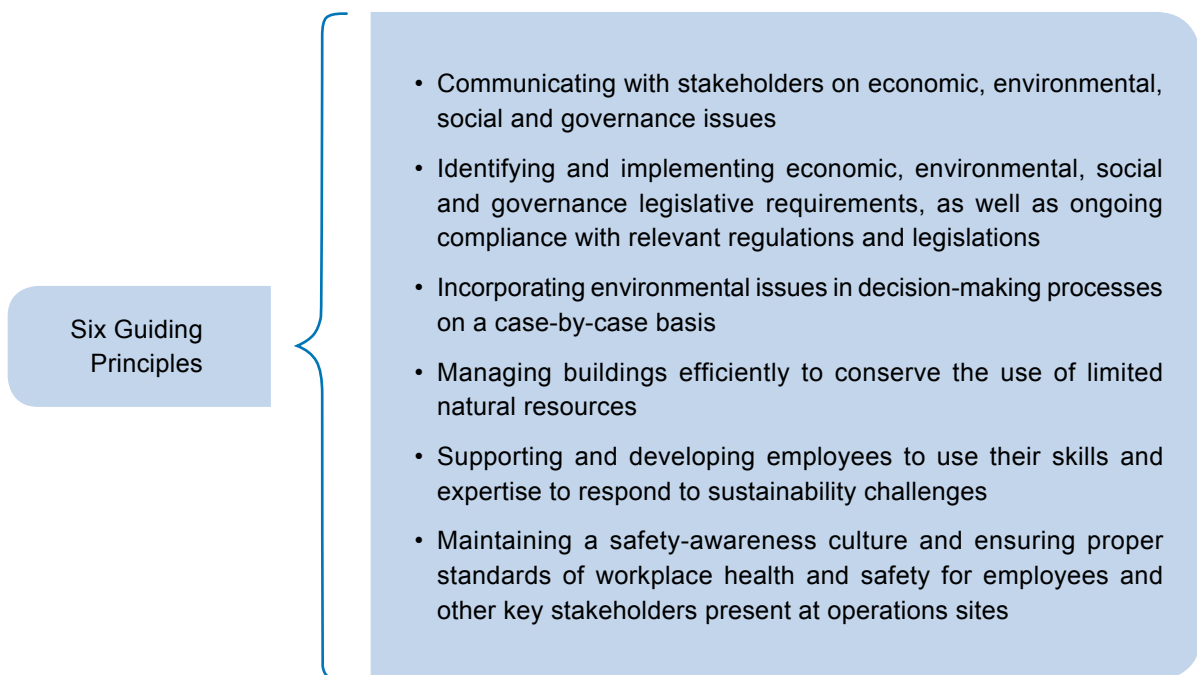 Six Guiding
Principles
• Communicating with stakeholders on economic, environmental,
social and governance issues
• Identifying and implementing economic, environmental, social
and governance legislative requirements, as well as ongoing
compliance with relevant regulations and legislations
• Incorporating environmental issues in decision-making processes
on a case-by-case basis
• Managing buildings efficiently to conserve the use of limited
natural resources
• Supporting and developing employees to use their skills and
expertise to respond to sustainability challenges
• Maintaining a safety-awareness culture and ensuring proper
standards of workplace health and safety for employees and
other key stakeholders present at operations sites